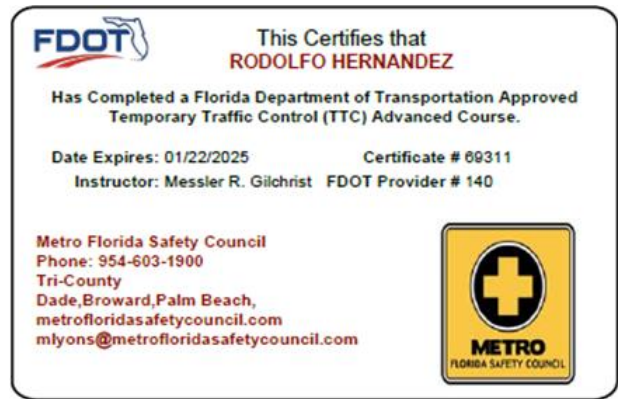 FDOT
This Certifies that
RODOLFO HERNANDEZ
Has Completed a Florida Department of Transportation Approved
Temporary Traffic Control (TTC) Advanced Course.
Date Expires: 01/22/2025 Certificate # 69311
Instructor: Messler R. Gilchrist FDOT Provider # 140
Metro Florida Safety Council
Phone: 954-603-1900
Tri-County
Dade,Broward,Palm Beach,
metrofloridasafetycouncil.com
mlyons@metrofloridasafetycouncil.com
METRO
FLORIDA SAFETY COUNCIL